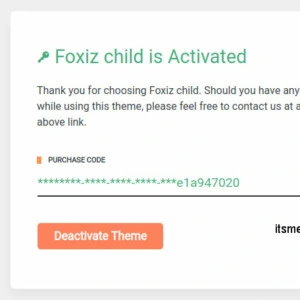 Foxiz child is Activated
Thank you for choosing Foxiz child. Should you have any
while using this theme, please feel free to contact us at a
above link.
PURCHASE CODE
********-****-****-****-***e1a947020
Deactivate Theme
itsme